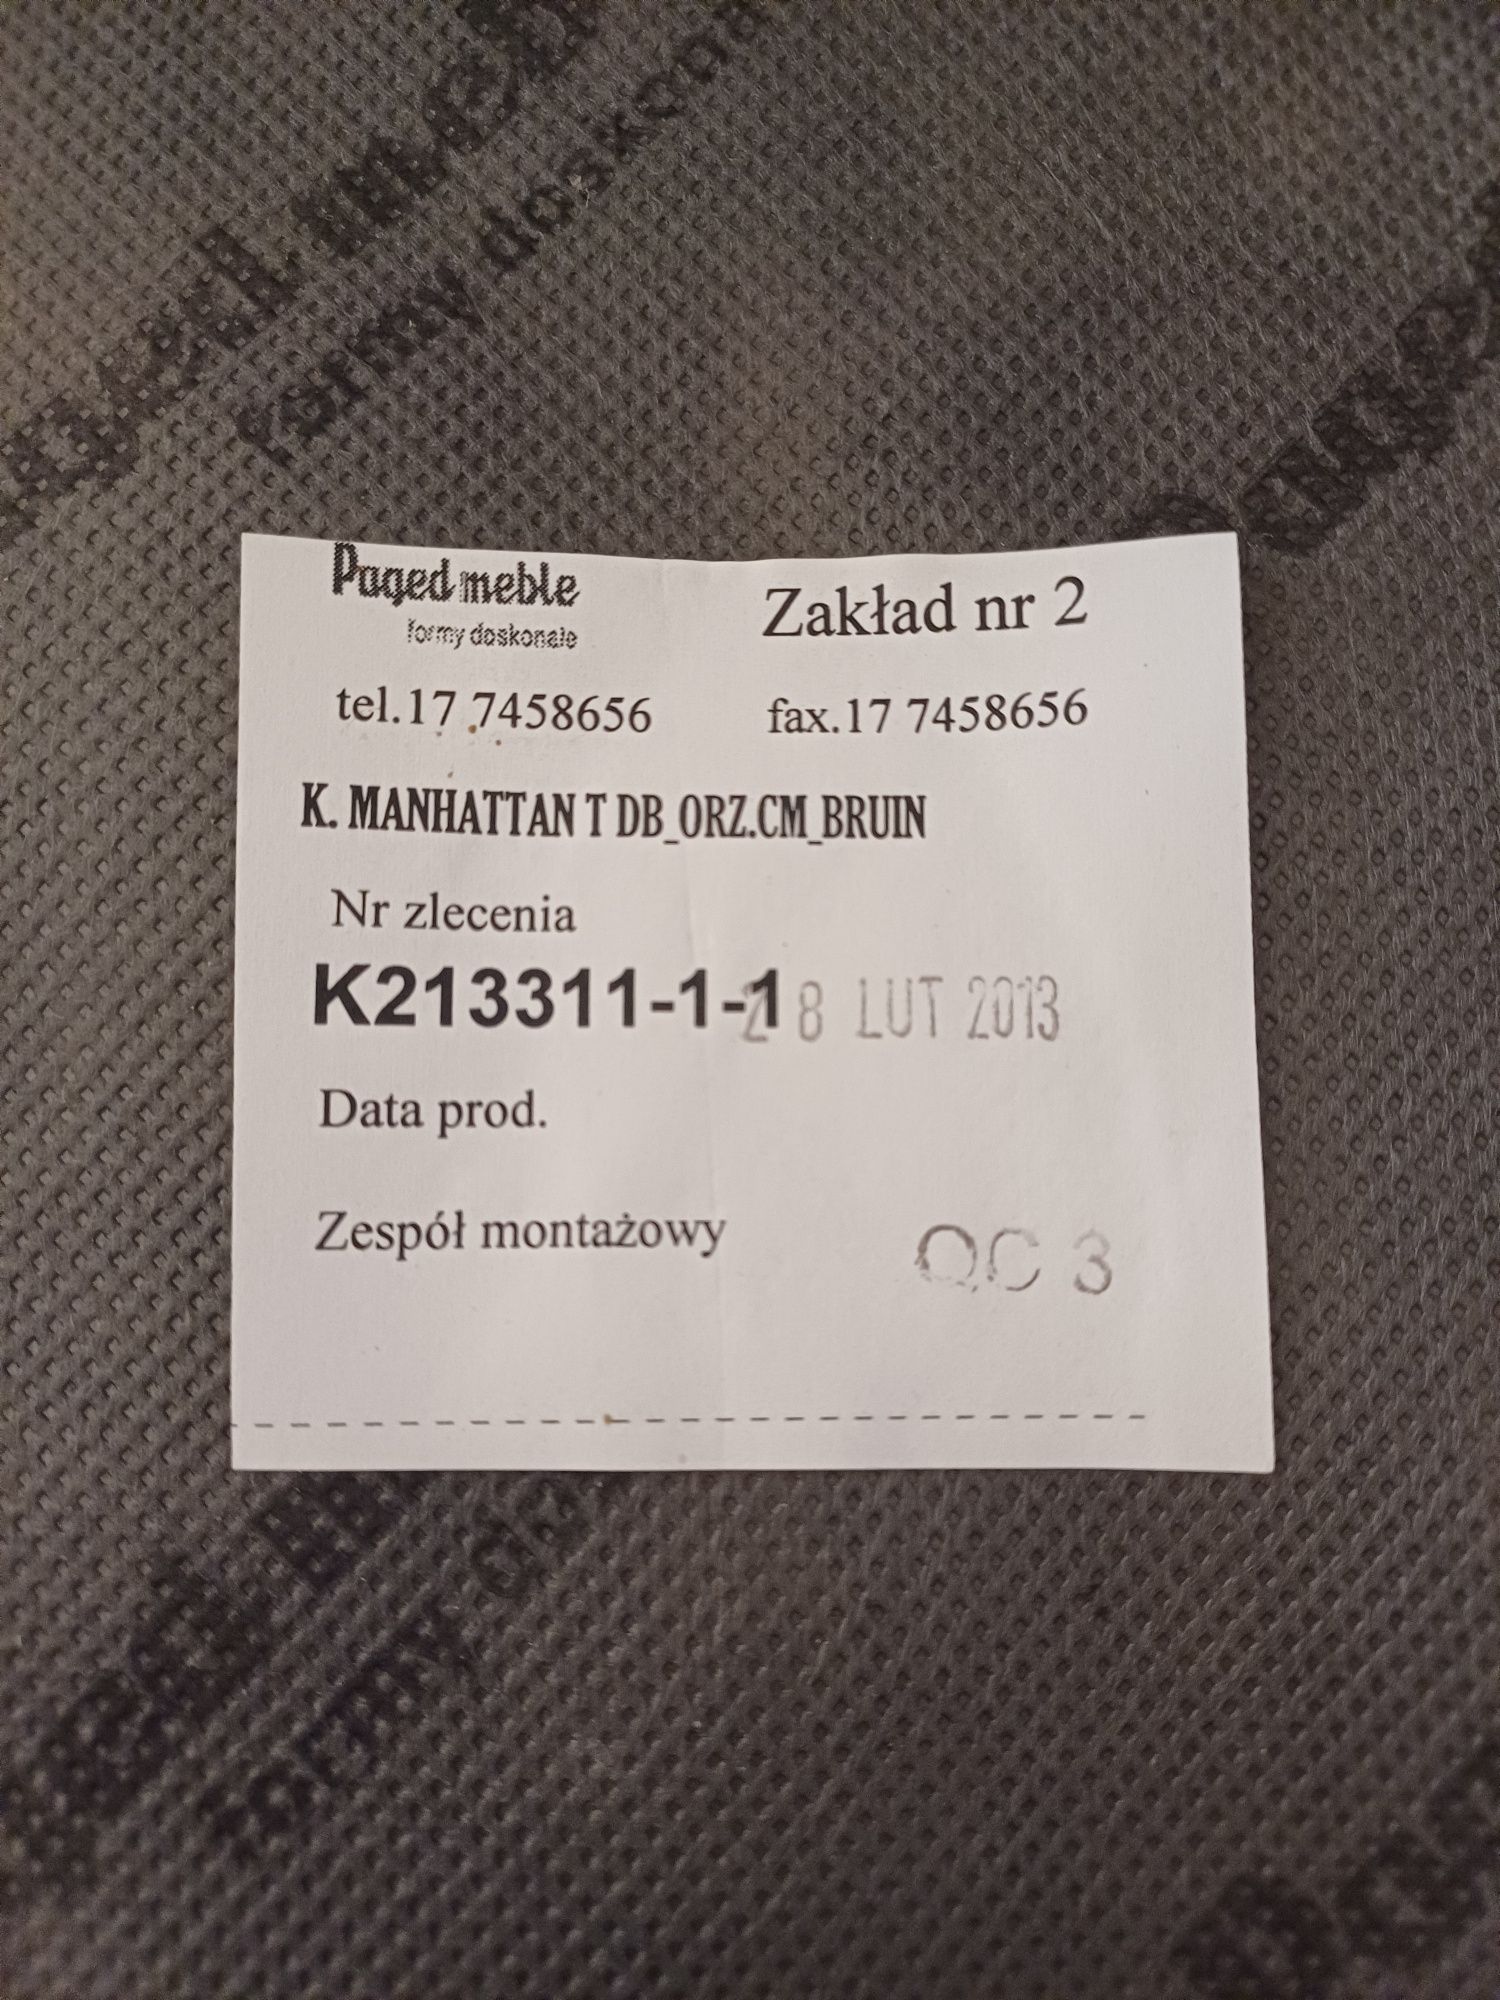 Paged meble
formy doskonałe
Zakład nr 2
tel.17 7458656
fax.17 7458656
K. MANHATTAN T DB_ORZ.CM_BRUIN
Nr zlecenia
K213311-1-1
28 LUT 2013
Data prod.
Zespół montażowy
QC 3